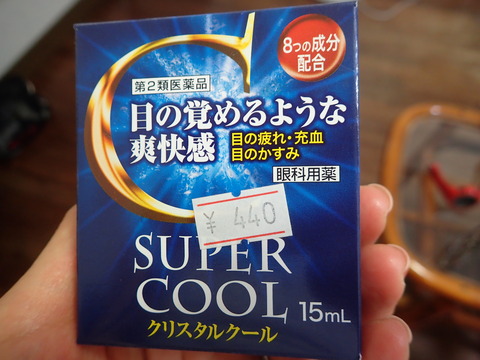 8つの成分
配合
第2類医薬品
目の覚めるような
爽快感
目の疲れ・充血
目のかすみ
眼科用薬
¥ 440
C
SUPER
COOL
15mL
クリスタルクール